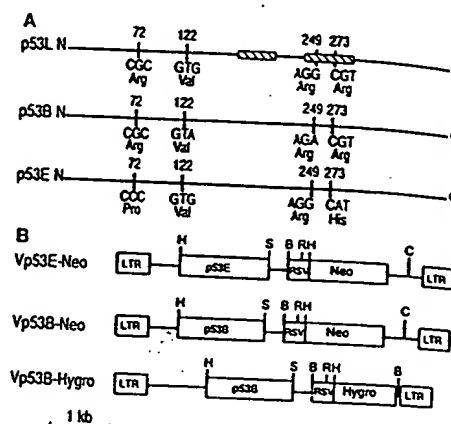 A
72 122 249 273
p53L N
CGC GTG AGG CGT
Arg Val Arg Arg
72 122 249 273
p53B N C
CGC GTA AGA CGT
Arg Val Arg Arg
72 122 249 273
p53E N C
CCC GTG AGG CAT
Pro Val Arg His
B
H S B R H C
Vp53E-Neo LTR p53E RSV Neo LTR
H S B R H C
Vp53B-Neo LTR p53B RSV Neo LTR
H S B R H B
Vp53B-Hygro LTR p53B RSV Hygro LTR
1 kb